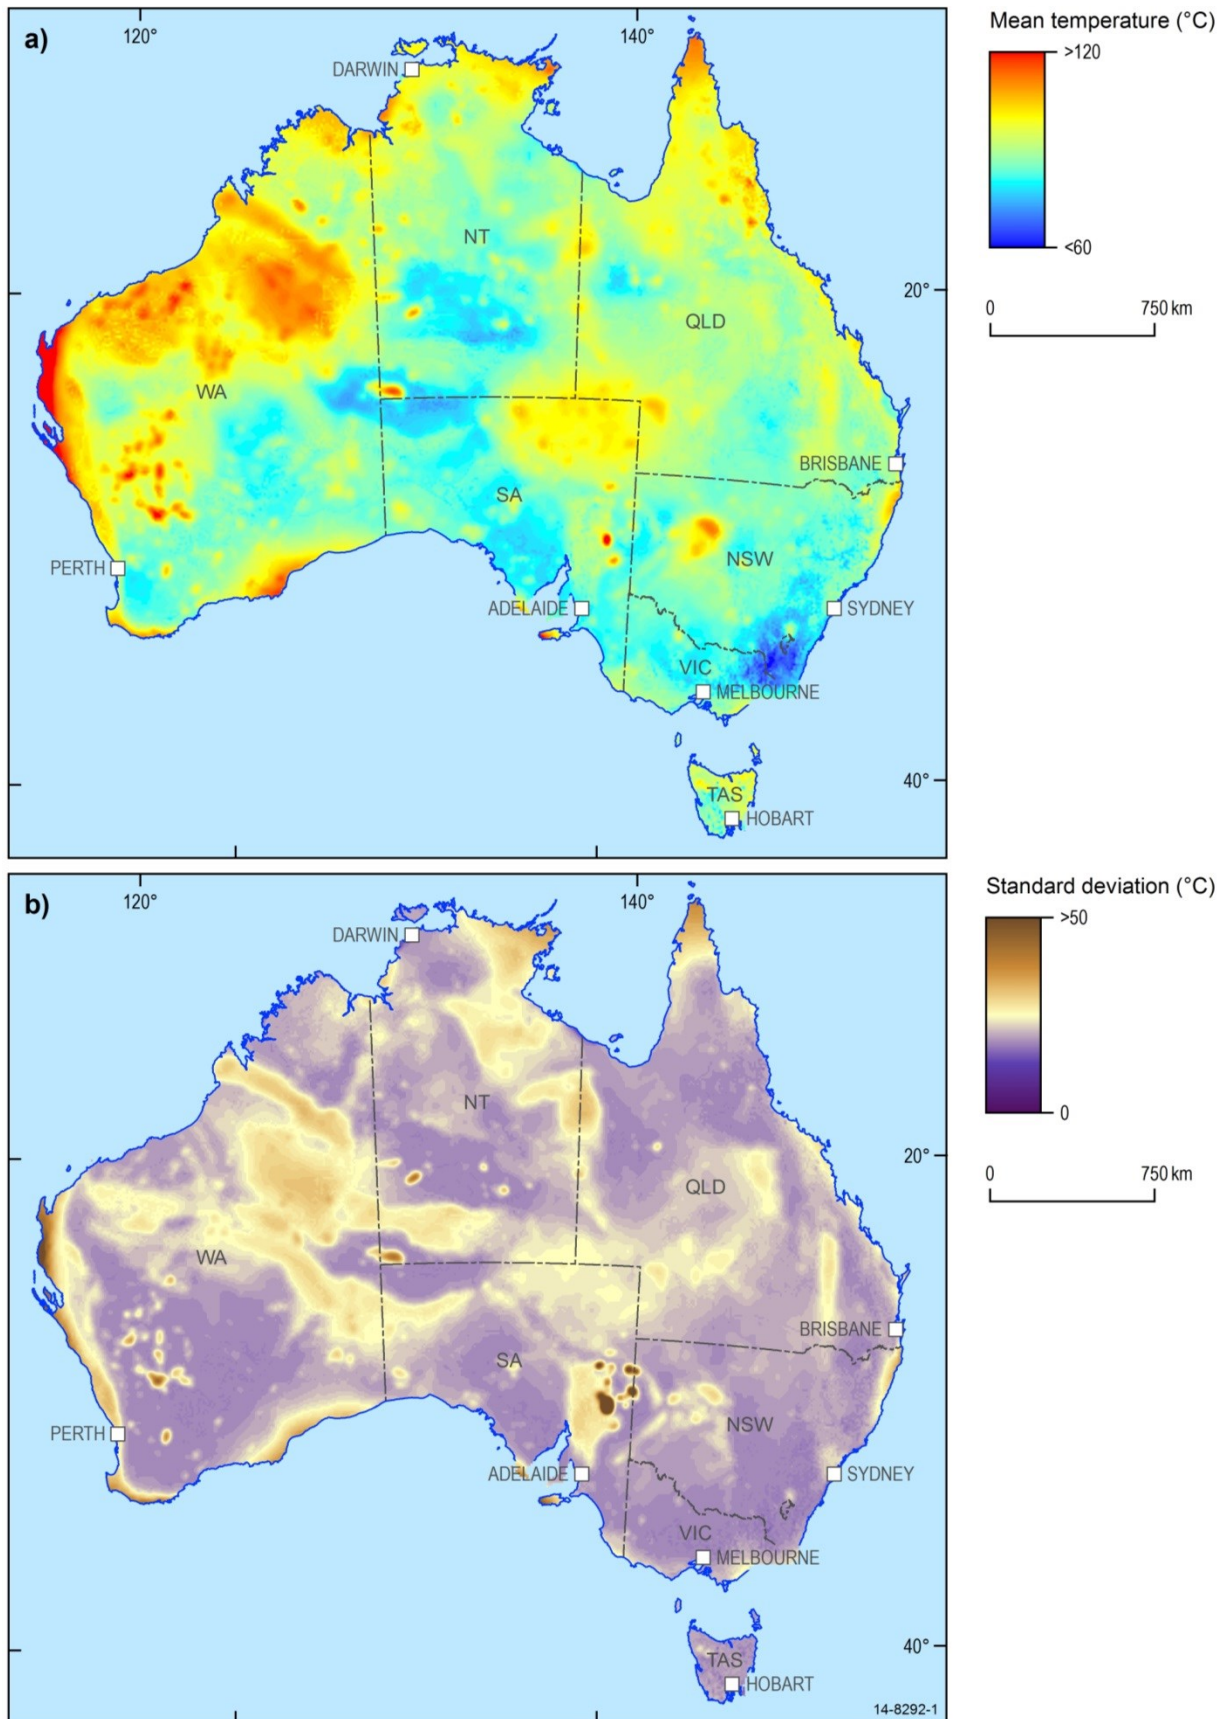 a)
120°
140°
Mean temperature (°C)
>120
<60
0
750 km
DARWIN
NT
20°
QLD
WA
BRISBANE
SA
NSW
PERTH
ADELAIDE
SYDNEY
VIC
MELBOURNE
40°
TAS
HOBART
b)
120°
140°
Standard deviation (°C)
>50
0
0
750 km
DARWIN
NT
20°
QLD
WA
BRISBANE
SA
NSW
PERTH
ADELAIDE
SYDNEY
VIC
MELBOURNE
40°
TAS
HOBART
14-8292-1